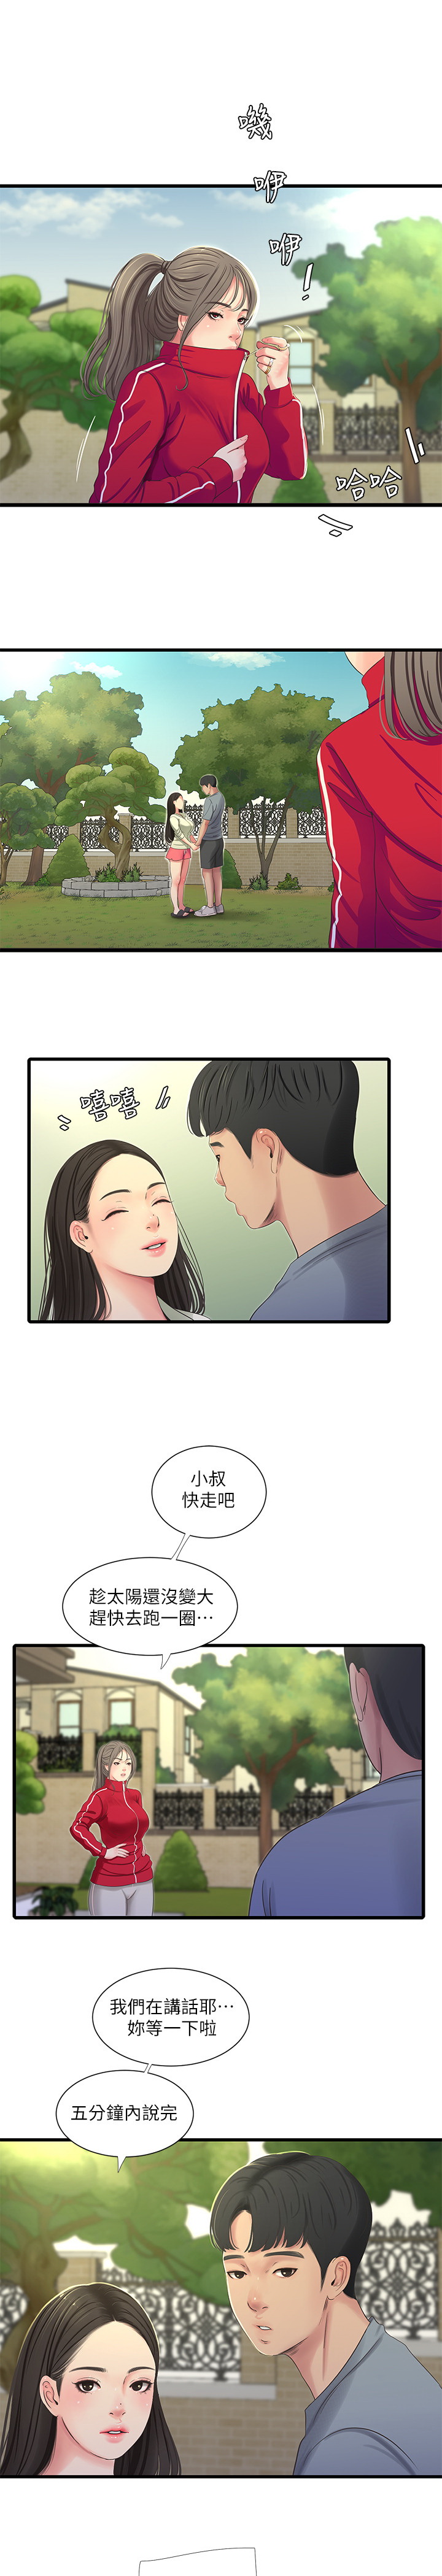 嘰
咿
咿
哈哈
嘻嘻
小叔
快走吧
趁太陽還沒變大
趕快去跑一圈…
我們在講話耶…
妳等一下啦
五分鐘內說完